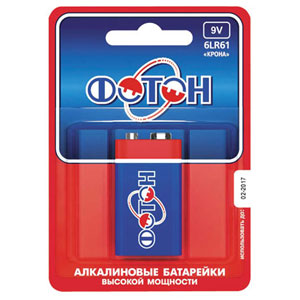 9V
6LR61
«КРОНА»
ФОТОН
ФОТОН
использовать до:
02-2017
АЛКАЛИНОВЫЕ БАТАРЕЙКИ
ВЫСОКОЙ МОЩНОСТИ